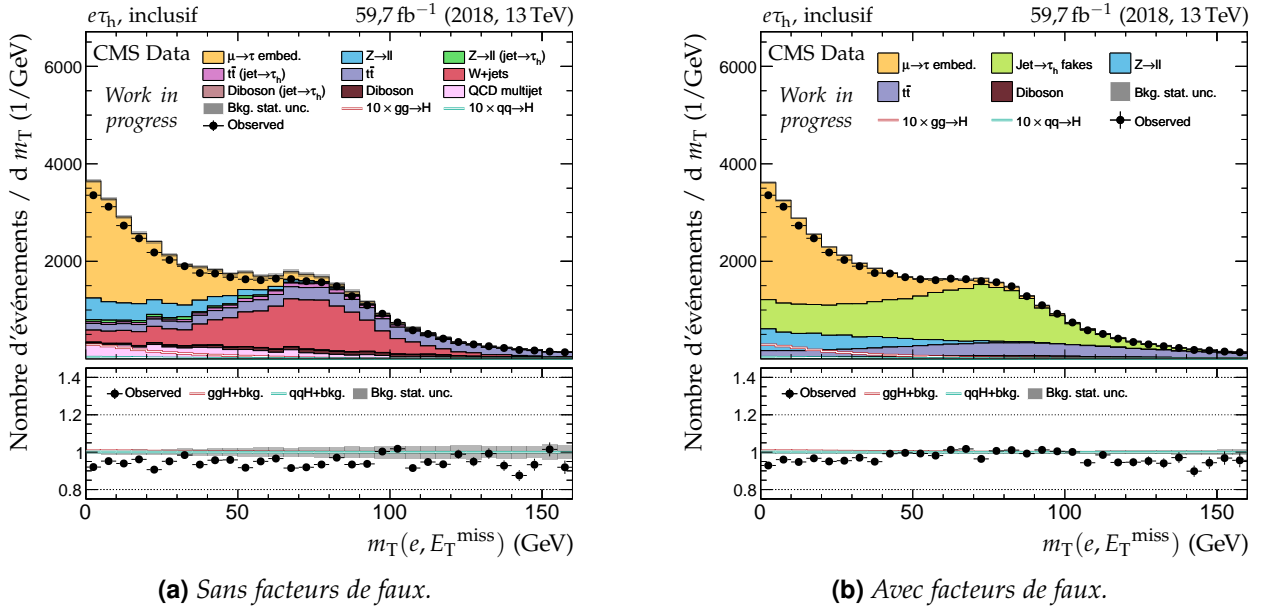 eτh, inclusif 59,7 fb−1 (2018, 13 TeV)
CMS Data
Work in progress
μ→τ embed. Z→ll Z→ll (jet→τh)
tt̄ (jet→τh) tt̄ W+jets
Diboson (jet→τh) Diboson QCD multijet
Bkg. stat. unc. 10 × gg→H 10 × qq→H
Observed
6000
4000
2000
Nombre d'événements / d mT (1/GeV)
Observed ggH+bkg. qqH+bkg. Bkg. stat. unc.
1.4
1.2
1
0.8
0 50 100 150
mT(e, ETmiss) (GeV)
(a) Sans facteurs de faux.
eτh, inclusif 59,7 fb−1 (2018, 13 TeV)
CMS Data
Work in progress
μ→τ embed. Jet→τh fakes Z→ll
tt̄ Diboson Bkg. stat. unc.
10 × gg→H 10 × qq→H Observed
6000
4000
2000
Nombre d'événements / d mT (1/GeV)
Observed ggH+bkg. qqH+bkg. Bkg. stat. unc.
1.4
1.2
1
0.8
0 50 100 150
mT(e, ETmiss) (GeV)
(b) Avec facteurs de faux.